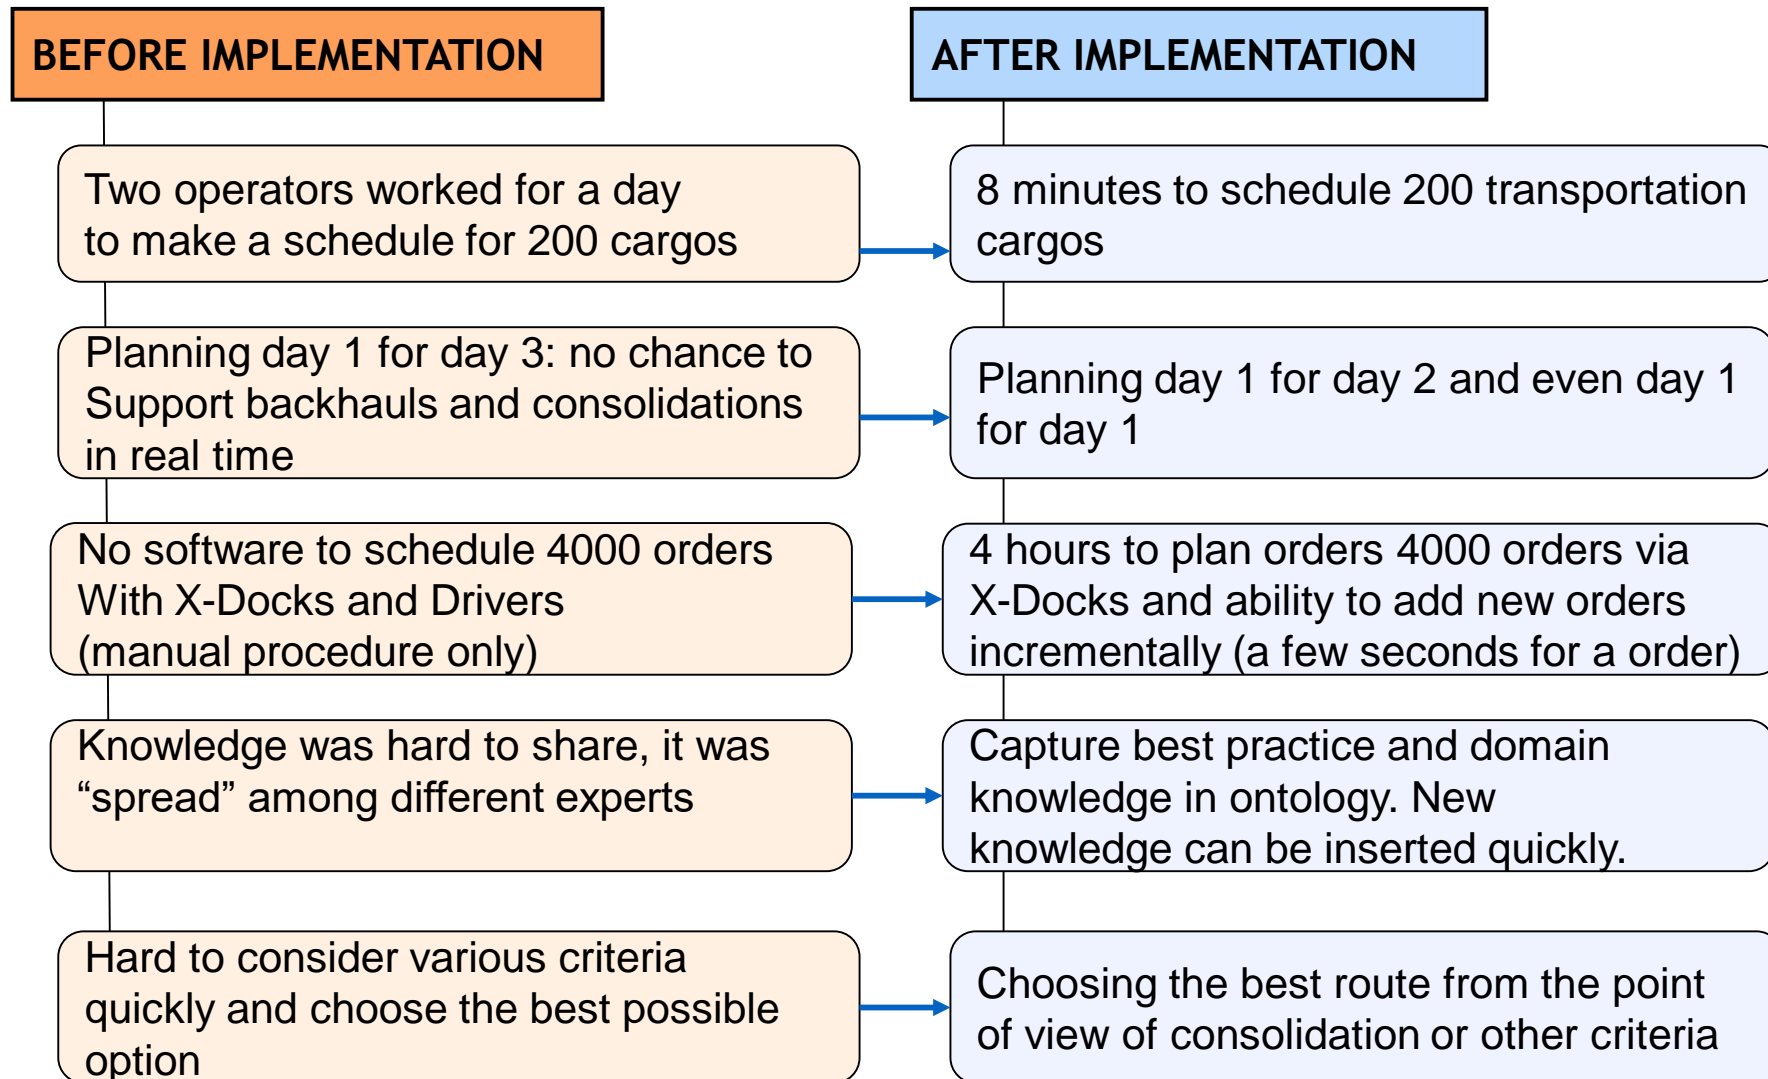 BEFORE IMPLEMENTATION
AFTER IMPLEMENTATION
Two operators worked for a day
to make a schedule for 200 cargos
8 minutes to schedule 200 transportation
cargos
Planning day 1 for day 3: no chance to
Support backhauls and consolidations
in real time
Planning day 1 for day 2 and even day 1
for day 1
No software to schedule 4000 orders
With X-Docks and Drivers
(manual procedure only)
4 hours to plan orders 4000 orders via
X-Docks and ability to add new orders
incrementally (a few seconds for a order)
Knowledge was hard to share, it was
“spread” among different experts
Capture best practice and domain
knowledge in ontology. New
knowledge can be inserted quickly.
Hard to consider various criteria
quickly and choose the best possible
option
Choosing the best route from the point
of view of consolidation or other criteria